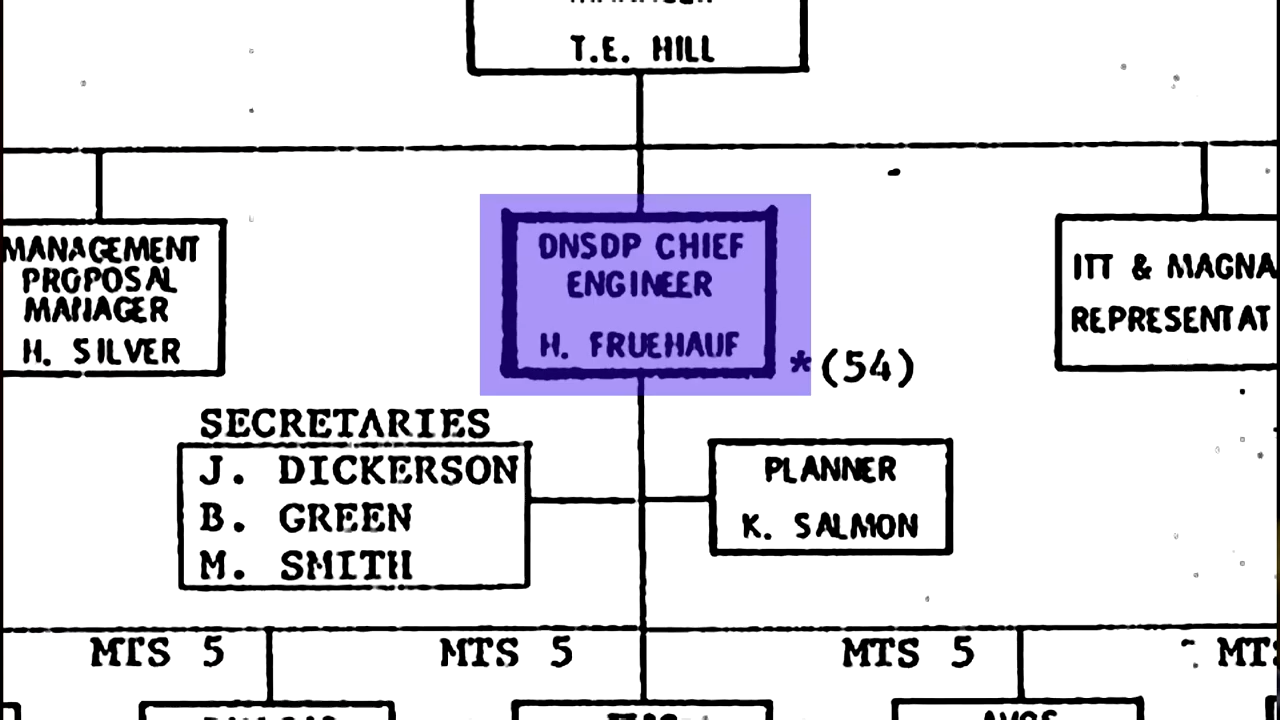 T.E. HILL
MANAGEMENT
PROPOSAL
MANAGER
H. SILVER
DNSDP CHIEF
ENGINEER
H. FRUEHAUF
*(54)
ITT & MAGNA
REPRESENTAT
SECRETARIES
J. DICKERSON
B. GREEN
M. SMITH
PLANNER
K. SALMON
MTS 5
MTS 5
MTS 5
MTS